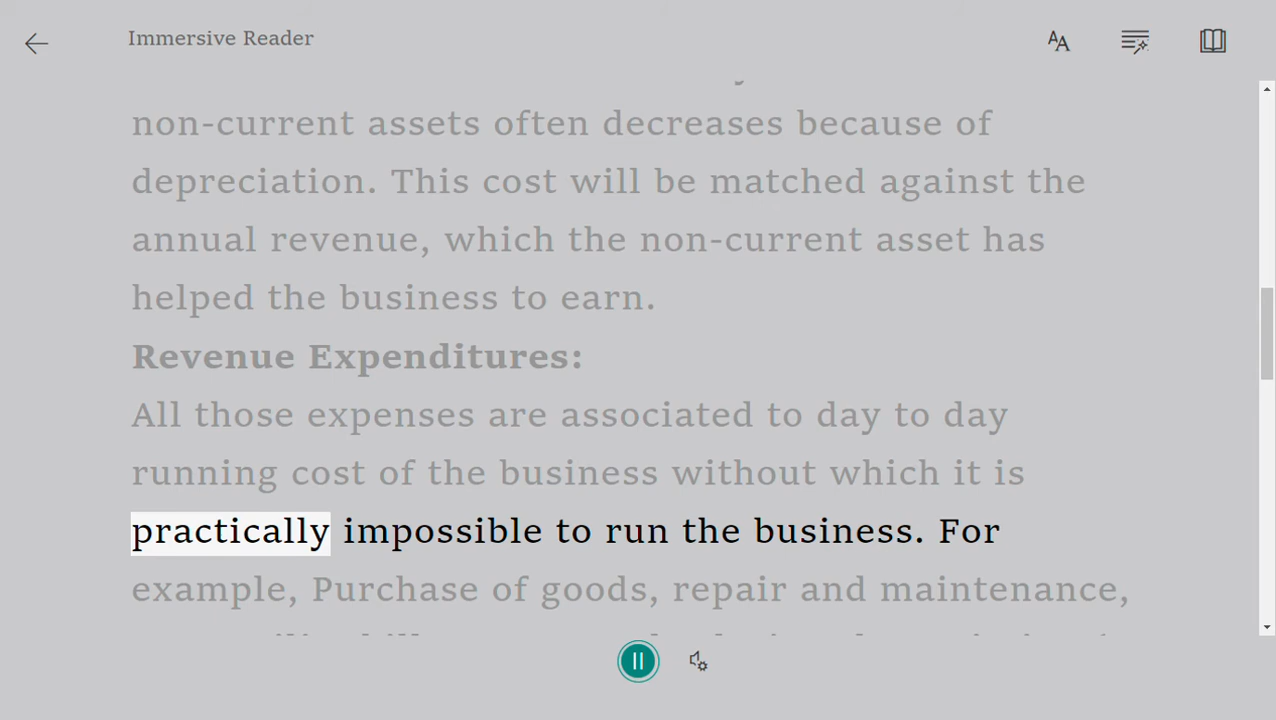 Immersive Reader
non-current assets often decreases because of
depreciation. This cost will be matched against the
annual revenue, which the non-current asset has
helped the business to earn.
Revenue Expenditures:
All those expenses are associated to day to day
running cost of the business without which it is
practically impossible to run the business. For
example, Purchase of goods, repair and maintenance,